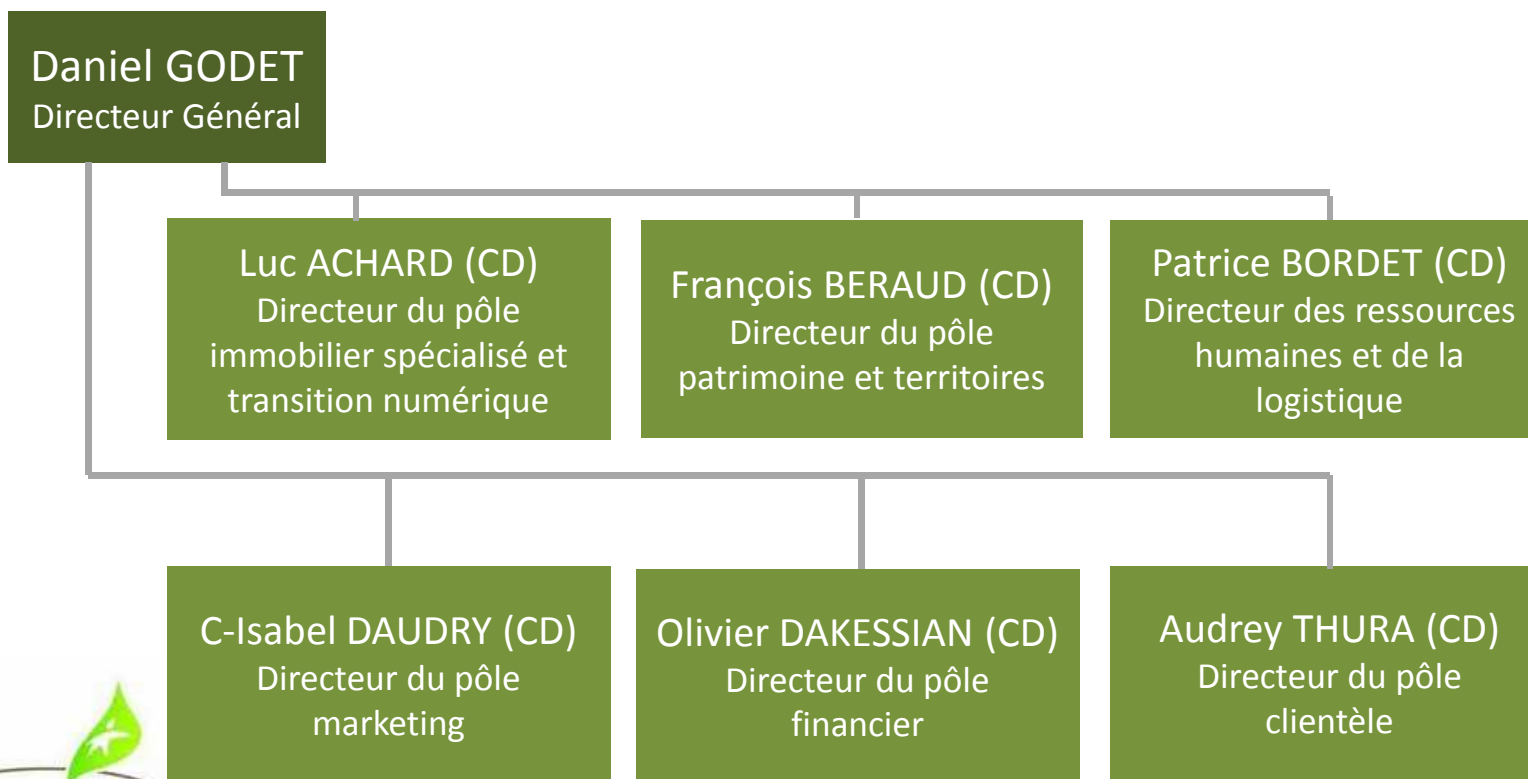 Daniel GODET
Directeur Général
Luc ACHARD (CD)
Directeur du pôle
immobilier spécialisé et
transition numérique
François BERAUD (CD)
Directeur du pôle
patrimoine et territoires
Patrice BORDET (CD)
Directeur des ressources
humaines et de la
logistique
C-Isabel DAUDRY (CD)
Directeur du pôle
marketing
Olivier DAKESSIAN (CD)
Directeur du pôle
financier
Audrey THURA (CD)
Directeur du pôle
clientèle